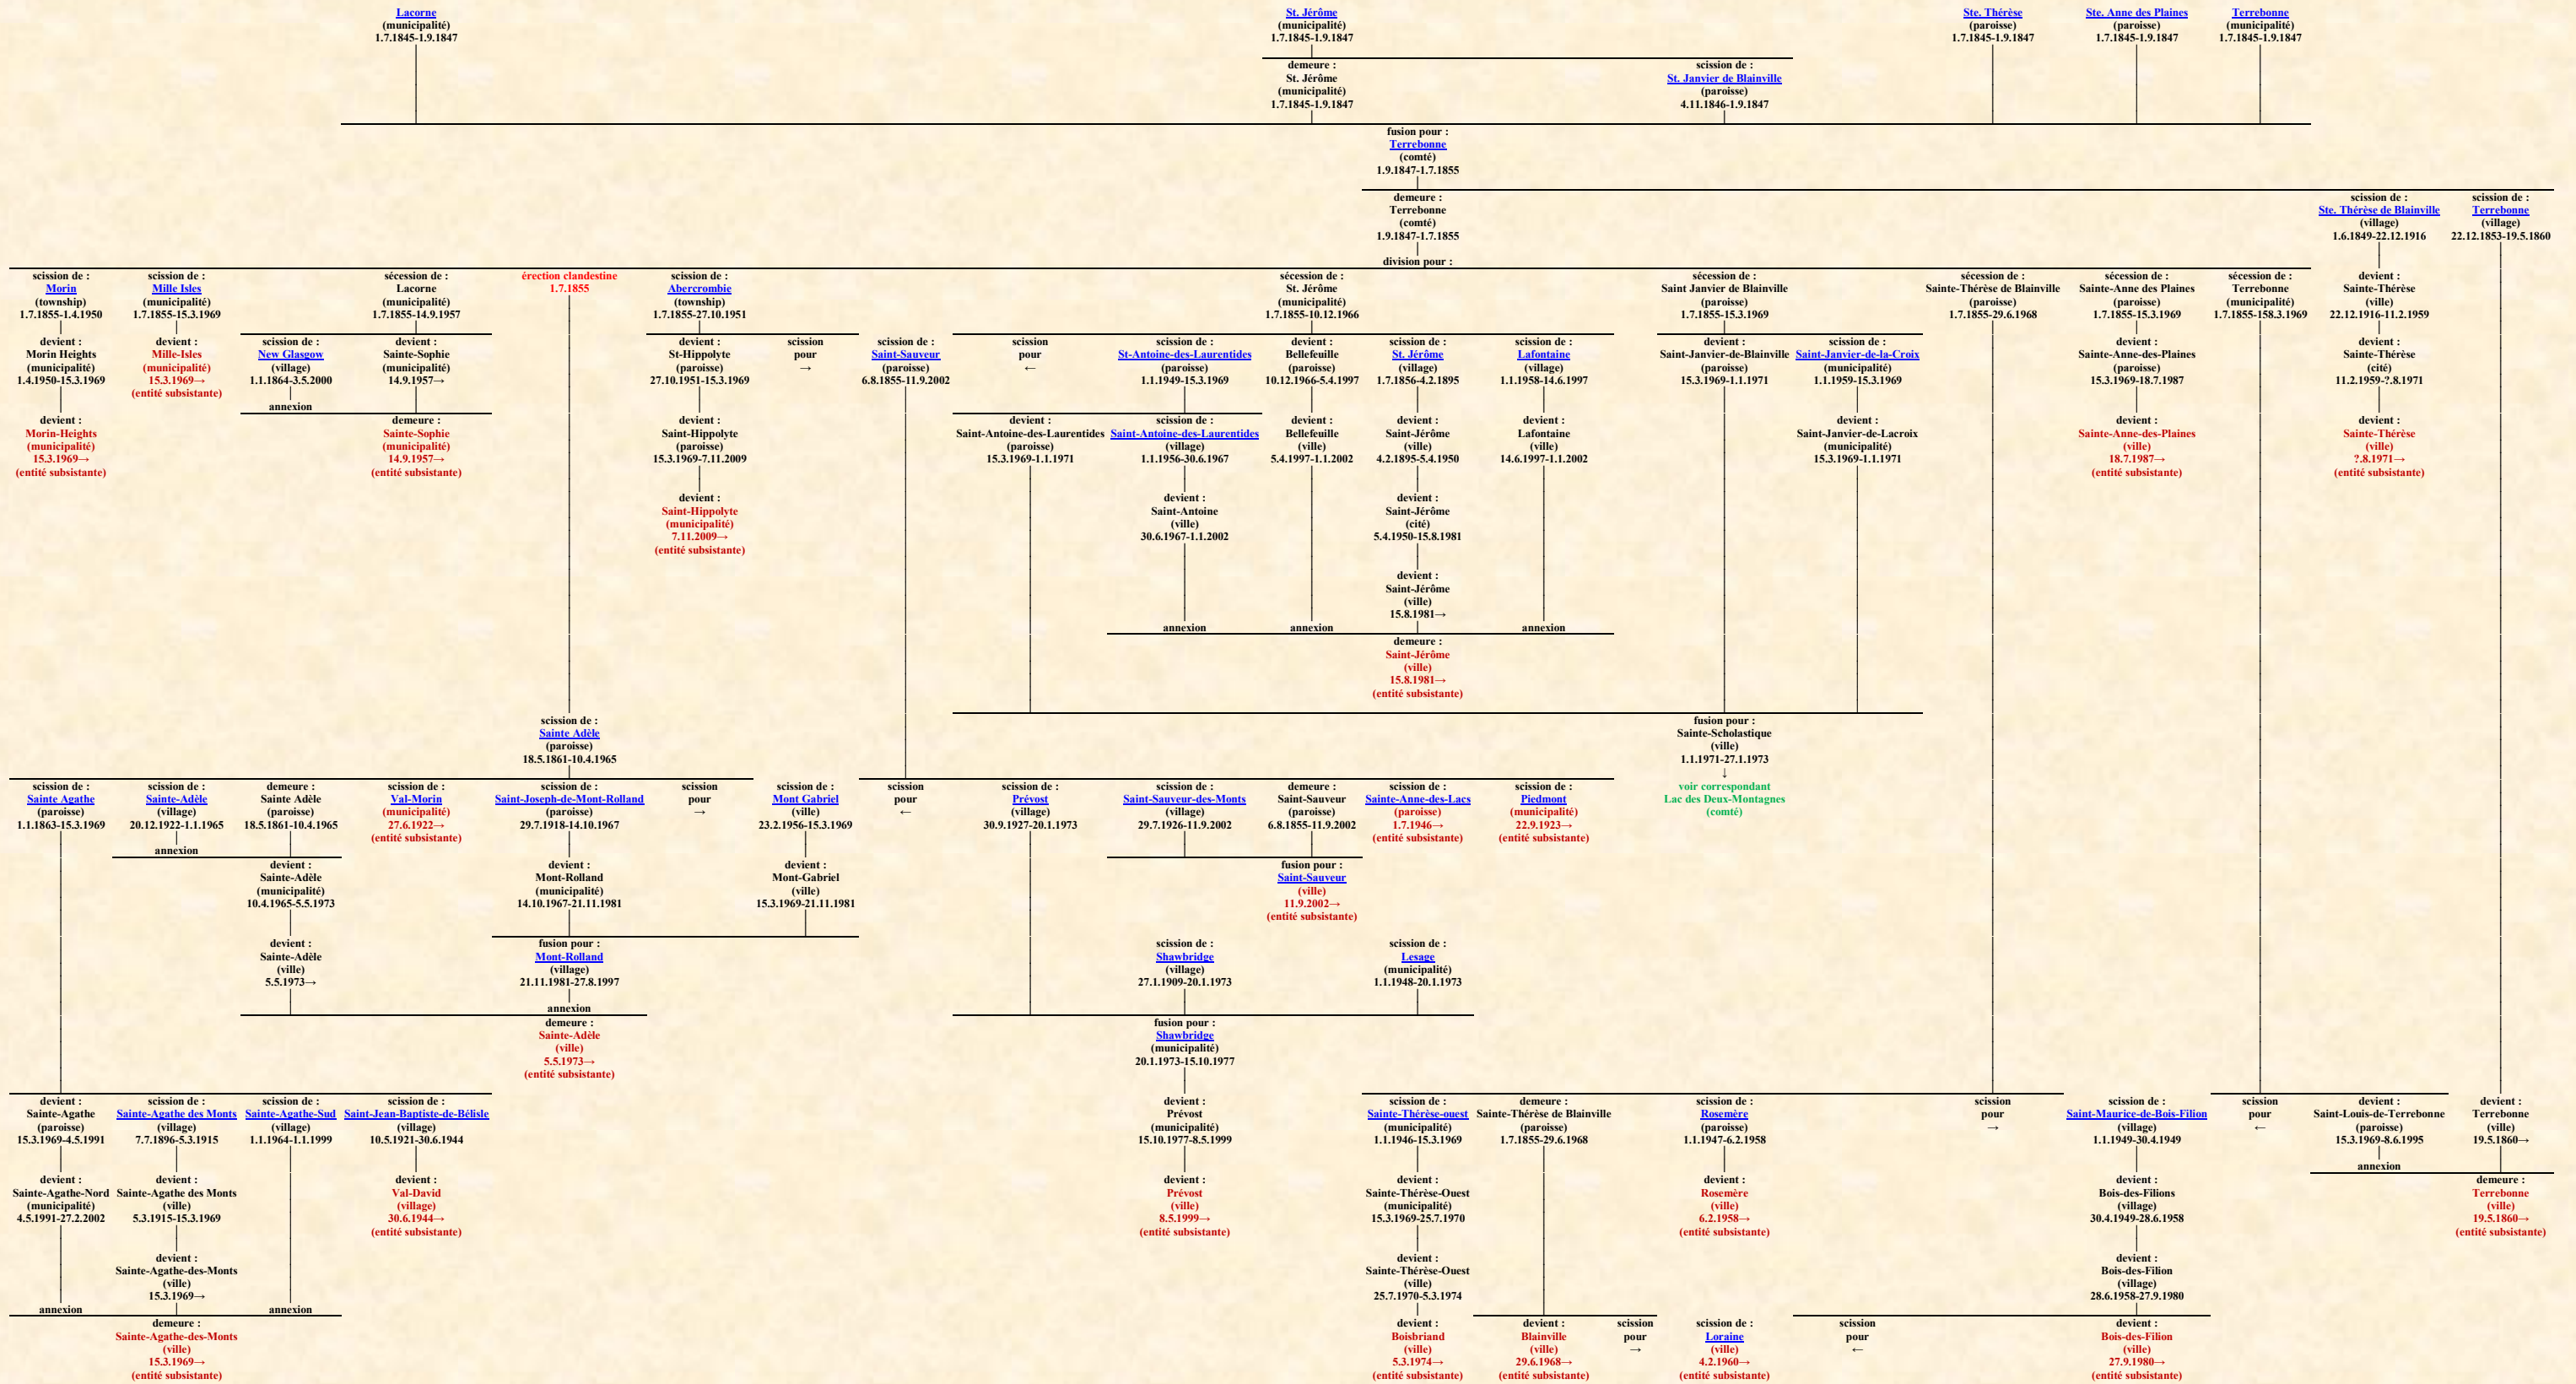 Lacorne
(municipalité)
1.7.1845-1.9.1847
St. Jérôme
(municipalité)
1.7.1845-1.9.1847
Ste. Thérèse
(paroisse)
1.7.1845-1.9.1847
Ste. Anne des Plaines
(paroisse)
1.7.1845-1.9.1847
Terrebonne
(municipalité)
1.7.1845-1.9.1847
demeure :
St. Jérôme
(municipalité)
1.7.1845-1.9.1847
scission de :
St. Janvier de Blainville
(paroisse)
4.11.1846-1.9.1847
fusion pour :
Terrebonne
(comté)
1.9.1847-1.7.1855
demeure :
Terrebonne
(comté)
1.9.1847-1.7.1855
division pour :
scission de :
Ste. Thérèse de Blainville
(village)
1.6.1849-22.12.1916
scission de :
Terrebonne
(village)
22.12.1853-19.5.1860
scission de :
Morin
(township)
1.7.1855-1.4.1950
scission de :
Mille Isles
(municipalité)
1.7.1855-15.3.1969
sécession de :
Lacorne
(municipalité)
1.7.1855-14.9.1957
érection clandestine
1.7.1855
scission de :
Abercrombie
(township)
1.7.1855-27.10.1951
sécession de :
St. Jérôme
(municipalité)
1.7.1855-10.12.1966
sécession de :
Saint Janvier de Blainville
(paroisse)
1.7.1855-15.3.1969
sécession de :
Sainte-Thérèse de Blainville
(paroisse)
1.7.1855-29.6.1968
sécession de :
Sainte-Anne des Plaines
(paroisse)
1.7.1855-15.3.1969
sécession de :
Terrebonne
(municipalité)
1.7.1855-158.3.1969
devient :
Sainte-Thérèse
(ville)
22.12.1916-11.2.1959
devient :
Morin Heights
(municipalité)
1.4.1950-15.3.1969
devient :
Mille-Isles
(municipalité)
15.3.1969→
(entité subsistante)
scission de :
New Glasgow
(village)
1.1.1864-3.5.2000
annexion
devient :
Sainte-Sophie
(municipalité)
14.9.1957→
devient :
St-Hippolyte
(paroisse)
27.10.1951-15.3.1969
scission
pour
→
scission de :
Saint-Sauveur
(paroisse)
6.8.1855-11.9.2002
scission
pour
←
scission de :
St-Antoine-des-Laurentides
(paroisse)
1.1.1949-15.3.1969
devient :
Bellefeuille
(paroisse)
10.12.1966-5.4.1997
scission de :
St. Jérôme
(village)
1.7.1856-4.2.1895
scission de :
Lafontaine
(village)
1.1.1958-14.6.1997
devient :
Saint-Janvier-de-Blainville
(paroisse)
15.3.1969-1.1.1971
scission de :
Saint-Janvier-de-la-Croix
(municipalité)
1.1.1959-15.3.1969
devient :
Sainte-Anne-des-Plaines
(paroisse)
15.3.1969-18.7.1987
devient :
Sainte-Thérèse
(cité)
11.2.1959-?.8.1971
devient :
Morin-Heights
(municipalité)
15.3.1969→
(entité subsistante)
demeure :
Sainte-Sophie
(municipalité)
14.9.1957→
(entité subsistante)
devient :
Saint-Hippolyte
(paroisse)
15.3.1969-7.11.2009
devient :
Saint-Antoine-des-Laurentides
(paroisse)
15.3.1969-1.1.1971
scission de :
Saint-Antoine-des-Laurentides
(village)
1.1.1956-30.6.1967
devient :
Bellefeuille
(ville)
5.4.1997-1.1.2002
devient :
Saint-Jérôme
(ville)
4.2.1895-5.4.1950
devient :
Lafontaine
(ville)
14.6.1997-1.1.2002
devient :
Saint-Janvier-de-Lacroix
(municipalité)
15.3.1969-1.1.1971
devient :
Sainte-Anne-des-Plaines
(ville)
18.7.1987→
(entité subsistante)
devient :
Sainte-Thérèse
(ville)
?.8.1971→
(entité subsistante)
devient :
Saint-Hippolyte
(municipalité)
7.11.2009→
(entité subsistante)
devient :
Saint-Antoine
(ville)
30.6.1967-1.1.2002
devient :
Saint-Jérôme
(cité)
5.4.1950-15.8.1981
devient :
Saint-Jérôme
(ville)
15.8.1981→
annexion
annexion
annexion
demeure :
Saint-Jérôme
(ville)
15.8.1981→
(entité subsistante)
scission de :
Sainte Adèle
(paroisse)
18.5.1861-10.4.1965
fusion pour :
Sainte-Scholastique
(ville)
1.1.1971-27.1.1973
↓
voir correspondant
Lac des Deux-Montagnes
(comté)
scission de :
Sainte Agathe
(paroisse)
1.1.1863-15.3.1969
scission de :
Sainte-Adèle
(village)
20.12.1922-1.1.1965
annexion
demeure :
Sainte Adèle
(paroisse)
18.5.1861-10.4.1965
scission de :
Val-Morin
(municipalité)
27.6.1922→
(entité subsistante)
scission de :
Saint-Joseph-de-Mont-Rolland
(paroisse)
29.7.1918-14.10.1967
scission
pour
→
scission de :
Mont Gabriel
(ville)
23.2.1956-15.3.1969
scission
pour
←
scission de :
Prévost
(village)
30.9.1927-20.1.1973
scission de :
Saint-Sauveur-des-Monts
(village)
29.7.1926-11.9.2002
demeure :
Saint-Sauveur
(paroisse)
6.8.1855-11.9.2002
scission de :
Sainte-Anne-des-Lacs
(paroisse)
1.7.1946→
(entité subsistante)
scission de :
Piedmont
(municipalité)
22.9.1923→
(entité subsistante)
devient :
Sainte-Adèle
(municipalité)
10.4.1965-5.5.1973
devient :
Mont-Rolland
(municipalité)
14.10.1967-21.11.1981
devient :
Mont-Gabriel
(ville)
15.3.1969-21.11.1981
fusion pour :
Saint-Sauveur
(ville)
11.9.2002→
(entité subsistante)
devient :
Sainte-Adèle
(ville)
5.5.1973→
fusion pour :
Mont-Rolland
(village)
21.11.1981-27.8.1997
annexion
scission de :
Shawbridge
(village)
27.1.1909-20.1.1973
scission de :
Lesage
(municipalité)
1.1.1948-20.1.1973
demeure :
Sainte-Adèle
(ville)
5.5.1973→
(entité subsistante)
fusion pour :
Shawbridge
(municipalité)
20.1.1973-15.10.1977
devient :
Sainte-Agathe
(paroisse)
15.3.1969-4.5.1991
scission de :
Sainte-Agathe des Monts
(village)
7.7.1896-5.3.1915
scission de :
Sainte-Agathe-Sud
(village)
1.1.1964-1.1.1999
scission de :
Saint-Jean-Baptiste-de-Bélisle
(village)
10.5.1921-30.6.1944
devient :
Prévost
(municipalité)
15.10.1977-8.5.1999
scission de :
Sainte-Thérèse-ouest
(municipalité)
1.1.1946-15.3.1969
demeure :
Sainte-Thérèse de Blainville
(paroisse)
1.7.1855-29.6.1968
scission de :
Rosemère
(paroisse)
1.1.1947-6.2.1958
scission
pour
→
scission de :
Saint-Maurice-de-Bois-Filion
(village)
1.1.1949-30.4.1949
scission
pour
←
devient :
Saint-Louis-de-Terrebonne
(paroisse)
15.3.1969-8.6.1995
annexion
devient :
Terrebonne
(ville)
19.5.1860→
devient :
Sainte-Agathe-Nord
(municipalité)
4.5.1991-27.2.2002
devient :
Sainte-Agathe des Monts
(ville)
5.3.1915-15.3.1969
devient :
Val-David
(village)
30.6.1944→
(entité subsistante)
devient :
Prévost
(ville)
8.5.1999→
(entité subsistante)
devient :
Sainte-Thérèse-Ouest
(municipalité)
15.3.1969-25.7.1970
devient :
Rosemère
(ville)
6.2.1958→
(entité subsistante)
devient :
Bois-des-Filions
(village)
30.4.1949-28.6.1958
demeure :
Terrebonne
(ville)
19.5.1860→
(entité subsistante)
devient :
Sainte-Agathe-des-Monts
(ville)
15.3.1969→
annexion
annexion
devient :
Sainte-Thérèse-Ouest
(ville)
25.7.1970-5.3.1974
devient :
Bois-des-Filion
(village)
28.6.1958-27.9.1980
demeure :
Sainte-Agathe-des-Monts
(ville)
15.3.1969→
(entité subsistante)
devient :
Boisbriand
(ville)
5.3.1974→
(entité subsistante)
devient :
Blainville
(ville)
29.6.1968→
(entité subsistante)
scission
pour
→
scission de :
Loraine
(ville)
4.2.1960→
(entité subsistante)
scission
pour
←
devient :
Bois-des-Filion
(ville)
27.9.1980→
(entité subsistante)